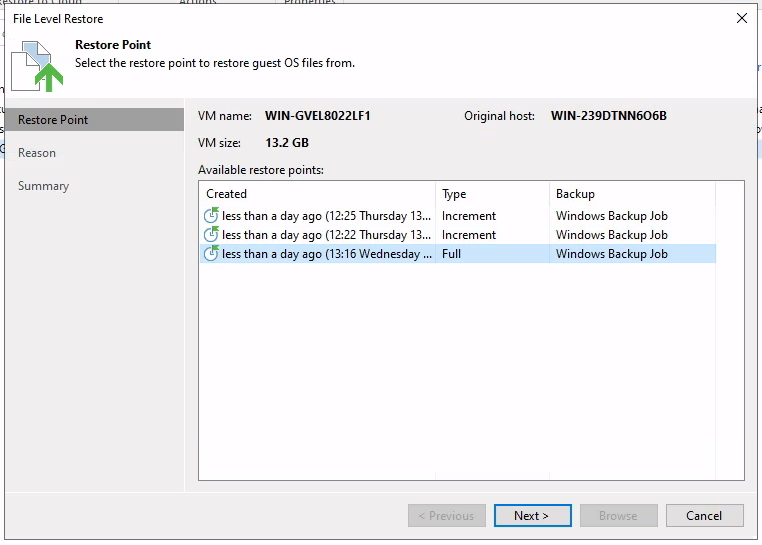 File Level Restore
Restore Point
Select the restore point to restore guest OS files from.
Restore Point
Reason
Summary
VM name: WIN-GVEL8022LF1 Original host: WIN-239DTNN6O6B
VM size: 13.2 GB
Available restore points:
Created Type Backup
less than a day ago (12:25 Thursday 13... Increment Windows Backup Job
less than a day ago (12:22 Thursday 13... Increment Windows Backup Job
less than a day ago (13:16 Wednesday ... Full Windows Backup Job
< Previous Next > Browse Cancel